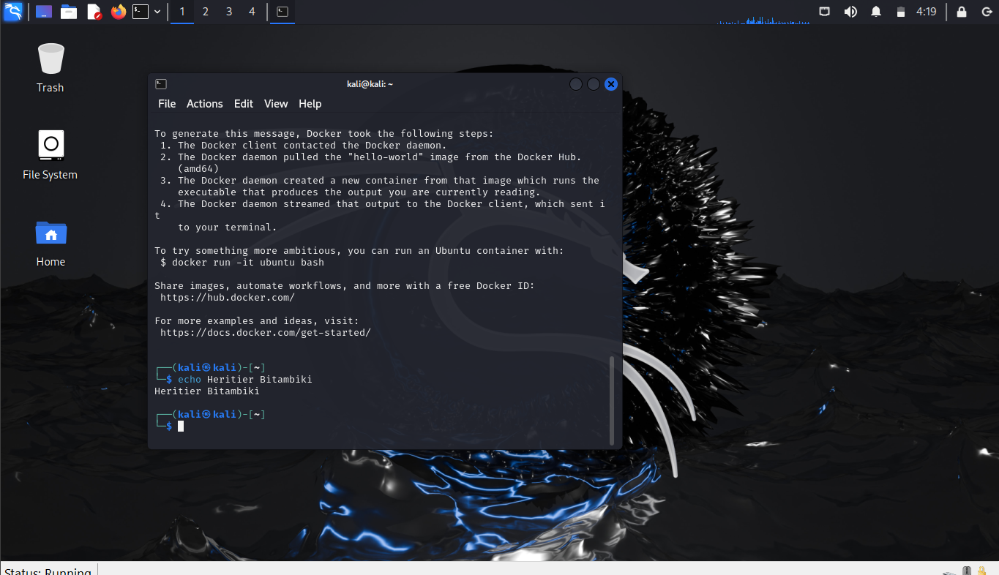 1 2 3 4
4:19
Trash
File System
Home
kali@kali: ~
File Actions Edit View Help
To generate this message, Docker took the following steps:
1. The Docker client contacted the Docker daemon.
2. The Docker daemon pulled the "hello-world" image from the Docker Hub.
(amd64)
3. The Docker daemon created a new container from that image which runs the
executable that produces the output you are currently reading.
4. The Docker daemon streamed that output to the Docker client, which sent i
t
to your terminal.
To try something more ambitious, you can run an Ubuntu container with:
$ docker run -it ubuntu bash
Share images, automate workflows, and more with a free Docker ID:
https://hub.docker.com/
For more examples and ideas, visit:
https://docs.docker.com/get-started/
┌──(kali㉿kali)-[~]
└─$ echo Heritier Bitambiki
Heritier Bitambiki
┌──(kali㉿kali)-[~]
└─$
Status: Running